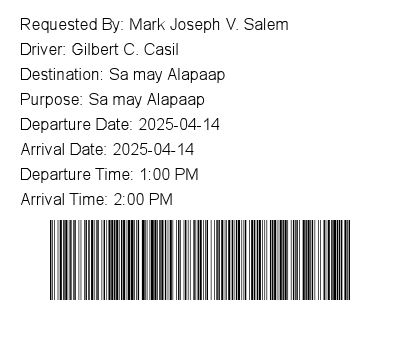 Requested By: Mark Joseph V. Salem
Driver: Gilbert C. Casil
Destination: Sa may Alapaap
Purpose: Sa may Alapaap
Departure Date: 2025-04-14
Arrival Date: 2025-04-14
Departure Time: 1:00 PM
Arrival Time: 2:00 PM